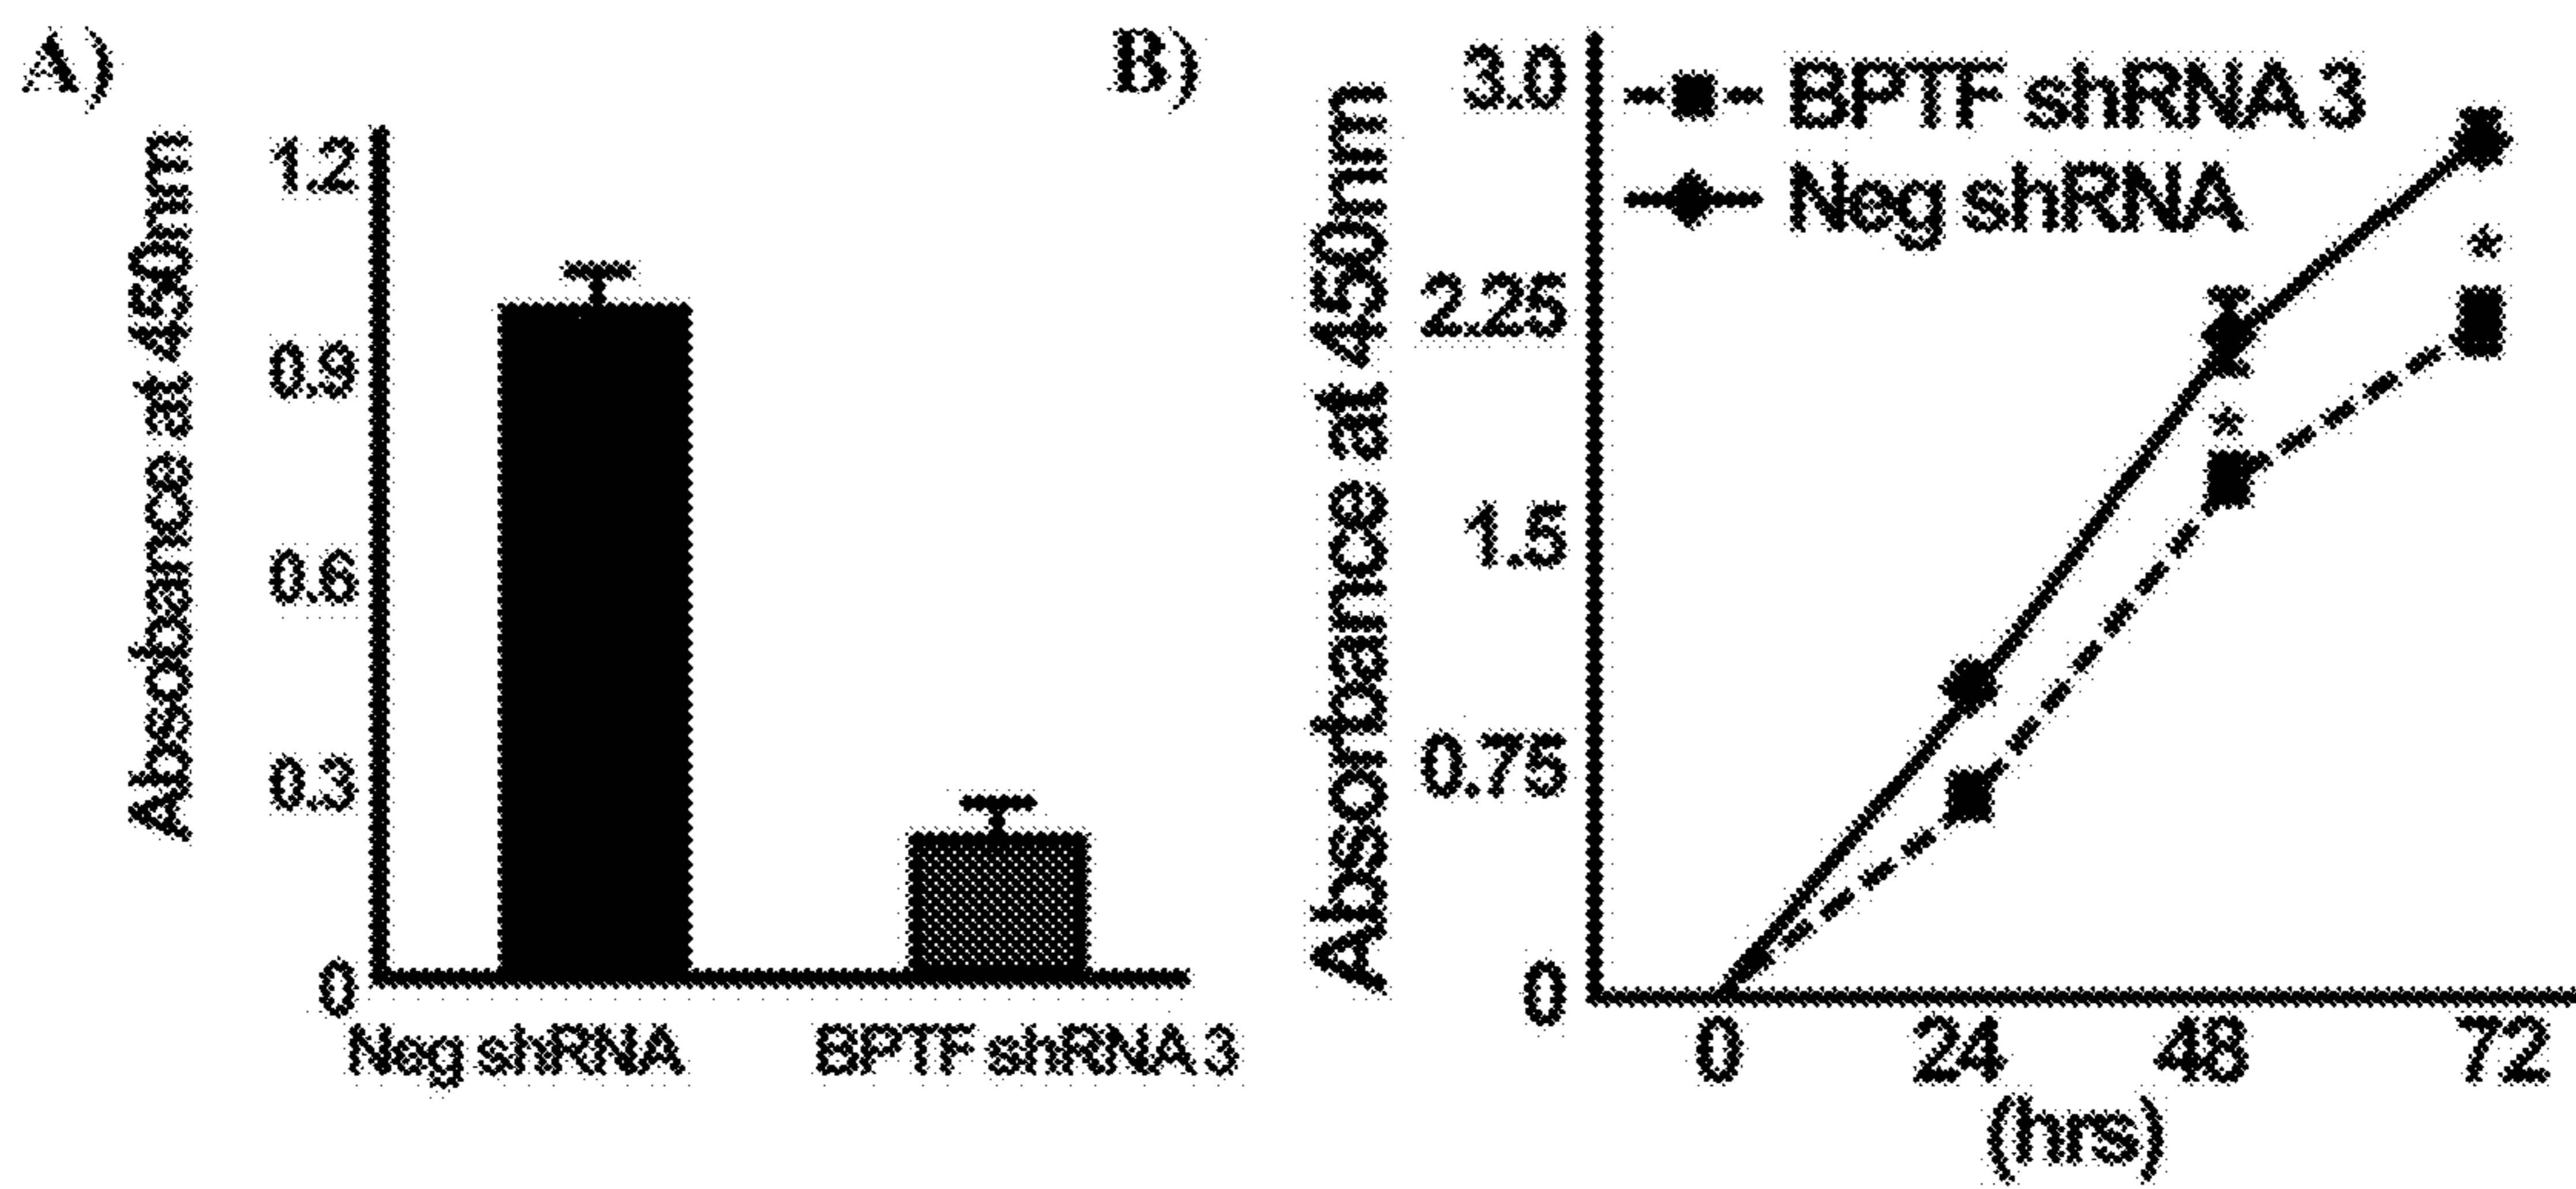 A)
Absorbance at 450nm
1.2
0.9
0.6
0.3
0
Neg shRNA
BPTF shRNA 3
B)
Absorbance at 450nm
3.0
2.25
1.5
0.75
0
BPTF shRNA 3
Neg shRNA
*
*
0 24 48 72
(hrs)